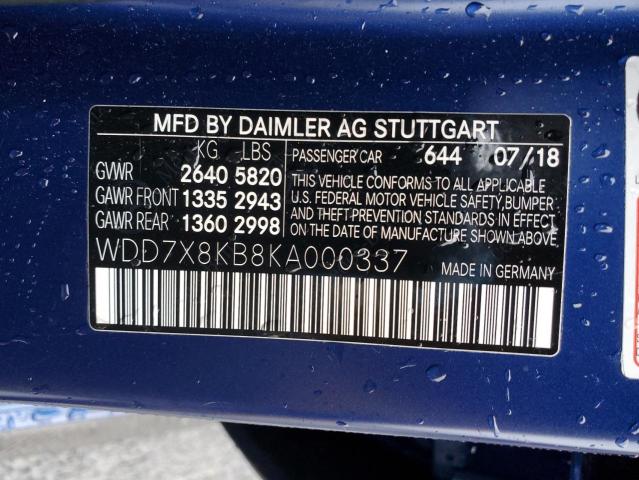 MFD BY DAIMLER AG STUTTGART
KG LBS
GVWR 2640 5820
GAWR FRONT 1335 2943
GAWR REAR 1360 2998
PASSENGER CAR 644 07/18
THIS VEHICLE CONFORMS TO ALL APPLICABLE
U.S. FEDERAL MOTOR VEHICLE SAFETY,BUMPER
AND THEFT-PREVENTION STANDARDS IN EFFECT
ON THE DATE OF MANUFACTURE SHOWN ABOVE.
WDD7X8KB8KA000337
MADE IN GERMANY